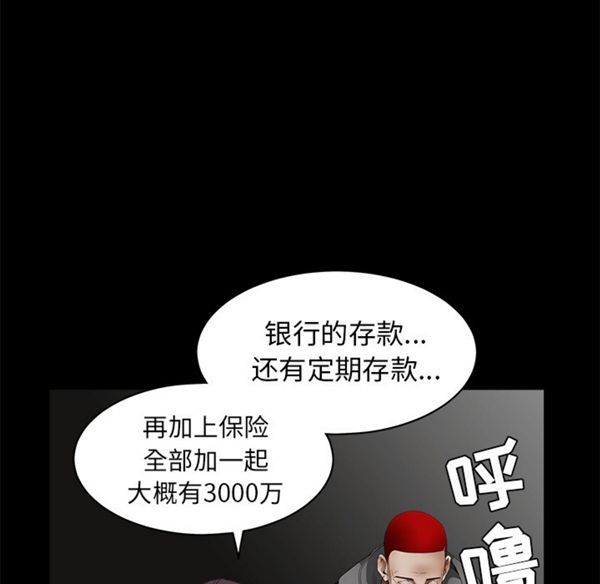 银行的存款...
还有定期存款...
再加上保险
全部加一起
大概有3000万
呼噜